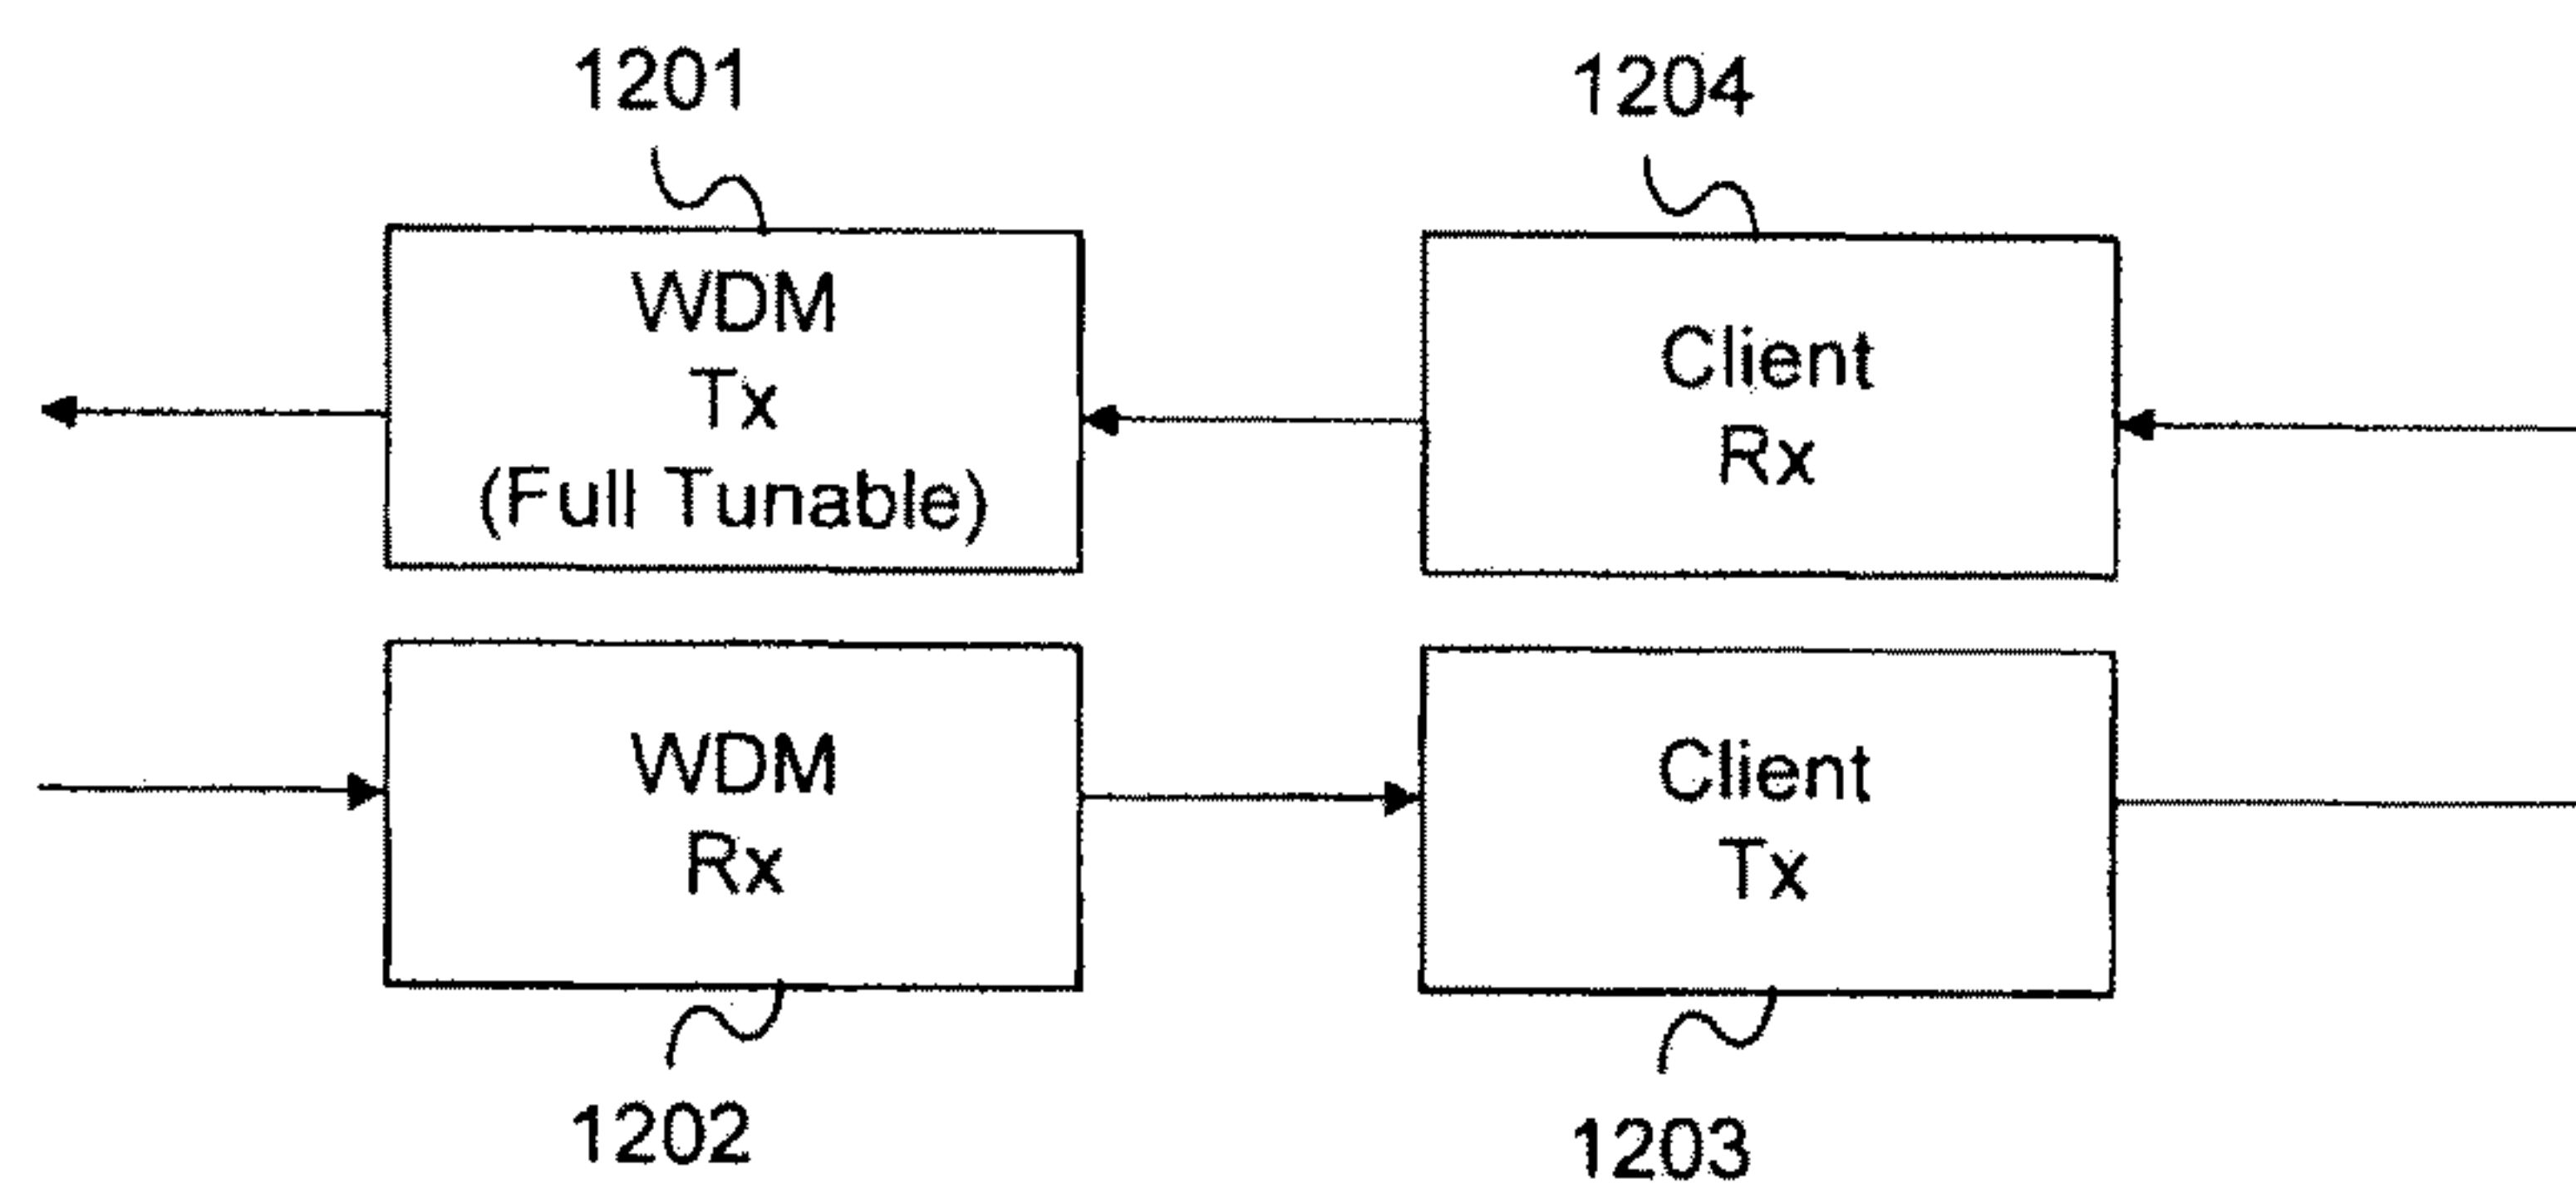 1201
1204
WDM
Tx
(Full Tunable)
Client
Rx
WDM
Rx
Client
Tx
1202
1203